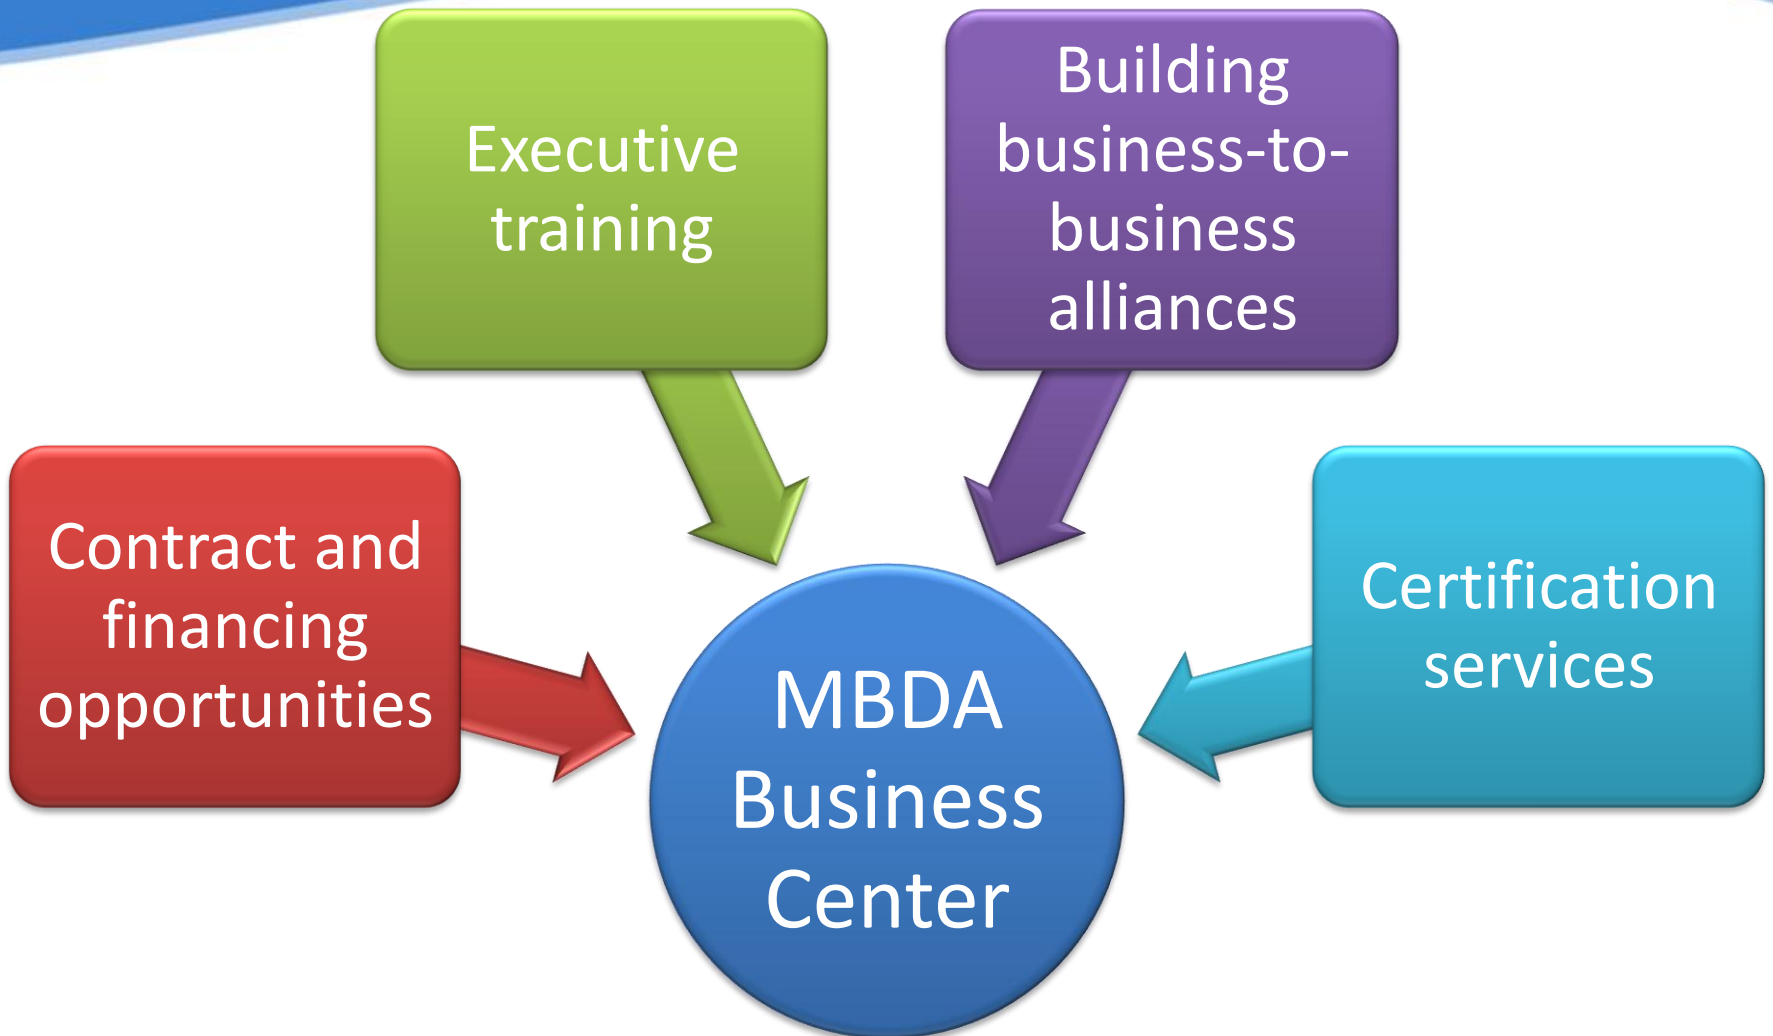 Executive
training
Building
business-to-
business
alliances
Contract and
financing
opportunities
Certification
services
MBDA
Business
Center